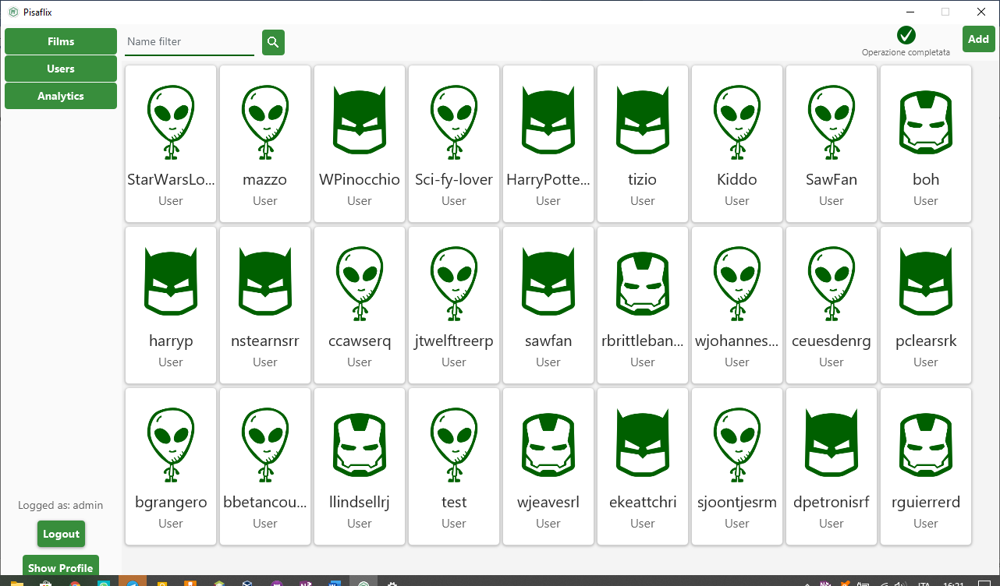 Pisaflix
Films
Users
Analytics
Name filter
Operazione completata
Add
StarWarsLo...
User
mazzo
User
WPinocchio
User
Sci-fy-lover
User
HarryPotte...
User
tizio
User
Kiddo
User
SawFan
User
boh
User
harryp
User
nstearnsrr
User
ccawserq
User
jtwelftreerp
User
sawfan
User
rbrittleban...
User
wjohannes...
User
ceuesdenrg
User
pclearsrk
User
bgrangero
User
bbetancou...
User
llindsellrj
User
test
User
wjeavesrl
User
ekeattchri
User
sjoontjesrm
User
dpetronisrf
User
rguierrerd
User
Logged as: admin
Logout
Show Profile
ITA
16:21